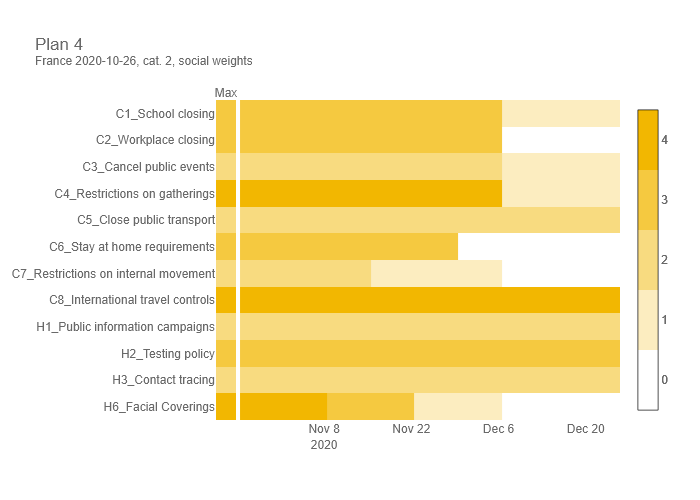 Plan 4
France 2020-10-26, cat. 2, social weights
Max
C1_School closing
C2_Workplace closing
C3_Cancel public events
C4_Restrictions on gatherings
C5_Close public transport
C6_Stay at home requirements
C7_Restrictions on internal movement
C8_International travel controls
H1_Public information campaigns
H2_Testing policy
H3_Contact tracing
H6_Facial Coverings
Nov 8 Nov 22 Dec 6 Dec 20
2020
4
3
2
1
0